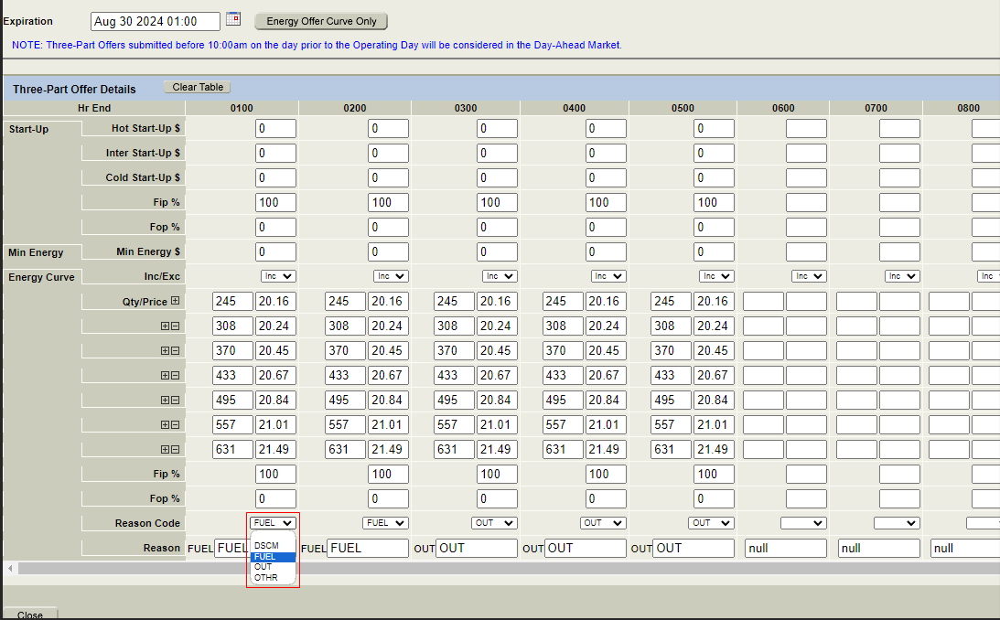 Expiration Aug 30 2024 01:00 Energy Offer Curve Only
NOTE: Three-Part Offers submitted before 10:00am on the day prior to the Operating Day will be considered in the Day-Ahead Market.
Three-Part Offer Details Clear Table
Hr End 0100 0200 0300 0400 0500 0600 0700 0800
Start-Up Hot Start-Up $ 0 0 0 0 0
Inter Start-Up $ 0 0 0 0 0
Cold Start-Up $ 0 0 0 0 0
Fip % 100 100 100 100 100
Fop % 0 0 0 0 0
Min Energy Min Energy $ 0 0 0 0 0
Energy Curve Inc/Exc Inc Inc Inc Inc Inc Inc Inc Inc
Qty/Price 245 20.16 245 20.16 245 20.16 245 20.16 245 20.16
308 20.24 308 20.24 308 20.24 308 20.24 308 20.24
370 20.45 370 20.45 370 20.45 370 20.45 370 20.45
433 20.67 433 20.67 433 20.67 433 20.67 433 20.67
495 20.84 495 20.84 495 20.84 495 20.84 495 20.84
557 21.01 557 21.01 557 21.01 557 21.01 557 21.01
631 21.49 631 21.49 631 21.49 631 21.49 631 21.49
Fip % 100 100 100 100 100
Fop % 0 0 0 0 0
Reason Code FUEL FUEL OUT OUT OUT
Reason FUEL FUEL FUEL FUEL OUT OUT OUT OUT OUT OUT null null null
DSCM
FUEL
OUT
OTHR
Close